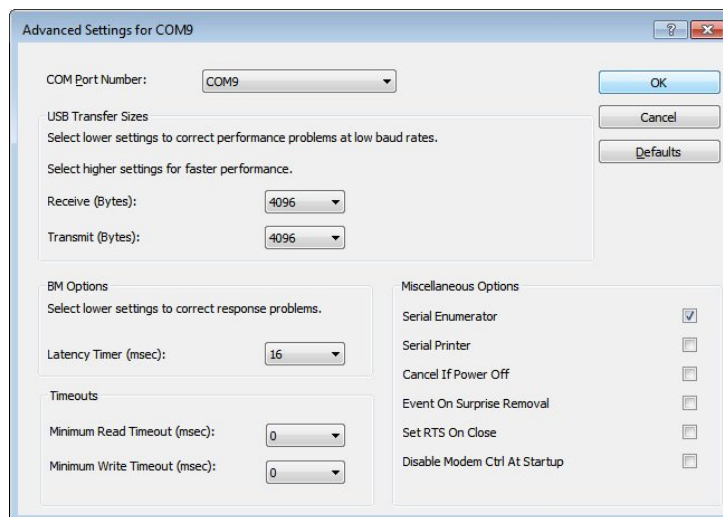 Advanced Settings for COM9
COM Port Number: COM9
OK
USB Transfer Sizes
Cancel
Select lower settings to correct performance problems at low baud rates.
Defaults
Select higher settings for faster performance.
Receive (Bytes): 4096
Transmit (Bytes): 4096
BM Options
Select lower settings to correct response problems.
Latency Timer (msec): 16
Timeouts
Minimum Read Timeout (msec): 0
Minimum Write Timeout (msec): 0
Miscellaneous Options
Serial Enumerator
Serial Printer
Cancel If Power Off
Event On Surprise Removal
Set RTS On Close
Disable Modem Ctrl At Startup